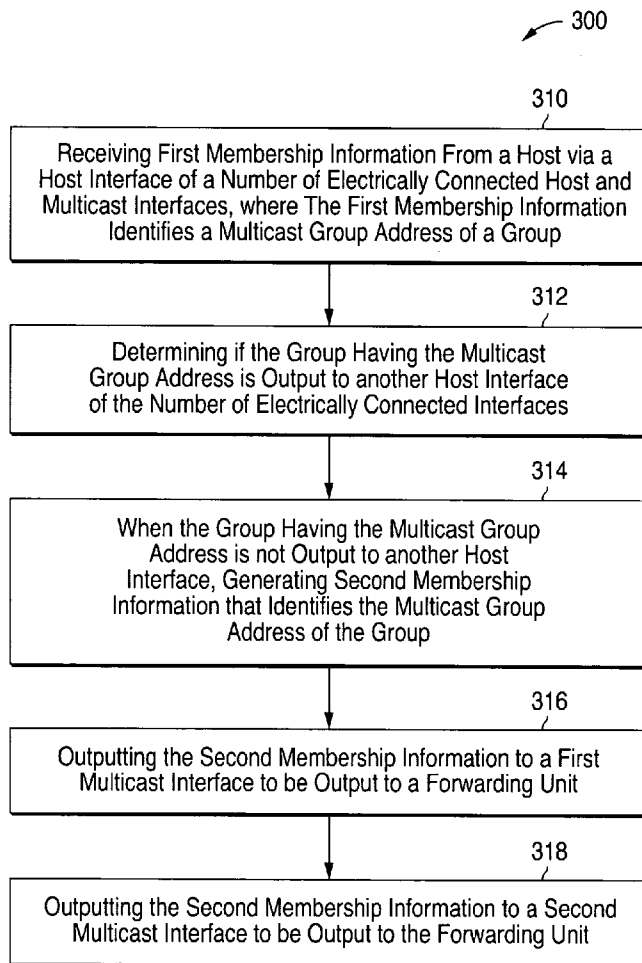 300
310
Receiving First Membership Information From a Host via a
Host Interface of a Number of Electrically Connected Host and
Multicast Interfaces, where The First Membership Information
Identifies a Multicast Group Address of a Group
312
Determining if the Group Having the Multicast
Group Address is Output to another Host Interface
of the Number of Electrically Connected Interfaces
314
When the Group Having the Multicast Group
Address is not Output to another Host
Interface, Generating Second Membership
Information that Identifies the Multicast Group
Address of the Group
316
Outputting the Second Membership Information to a First
Multicast Interface to be Output to a Forwarding Unit
318
Outputting the Second Membership Information to a Second
Multicast Interface to be Output to the Forwarding Unit